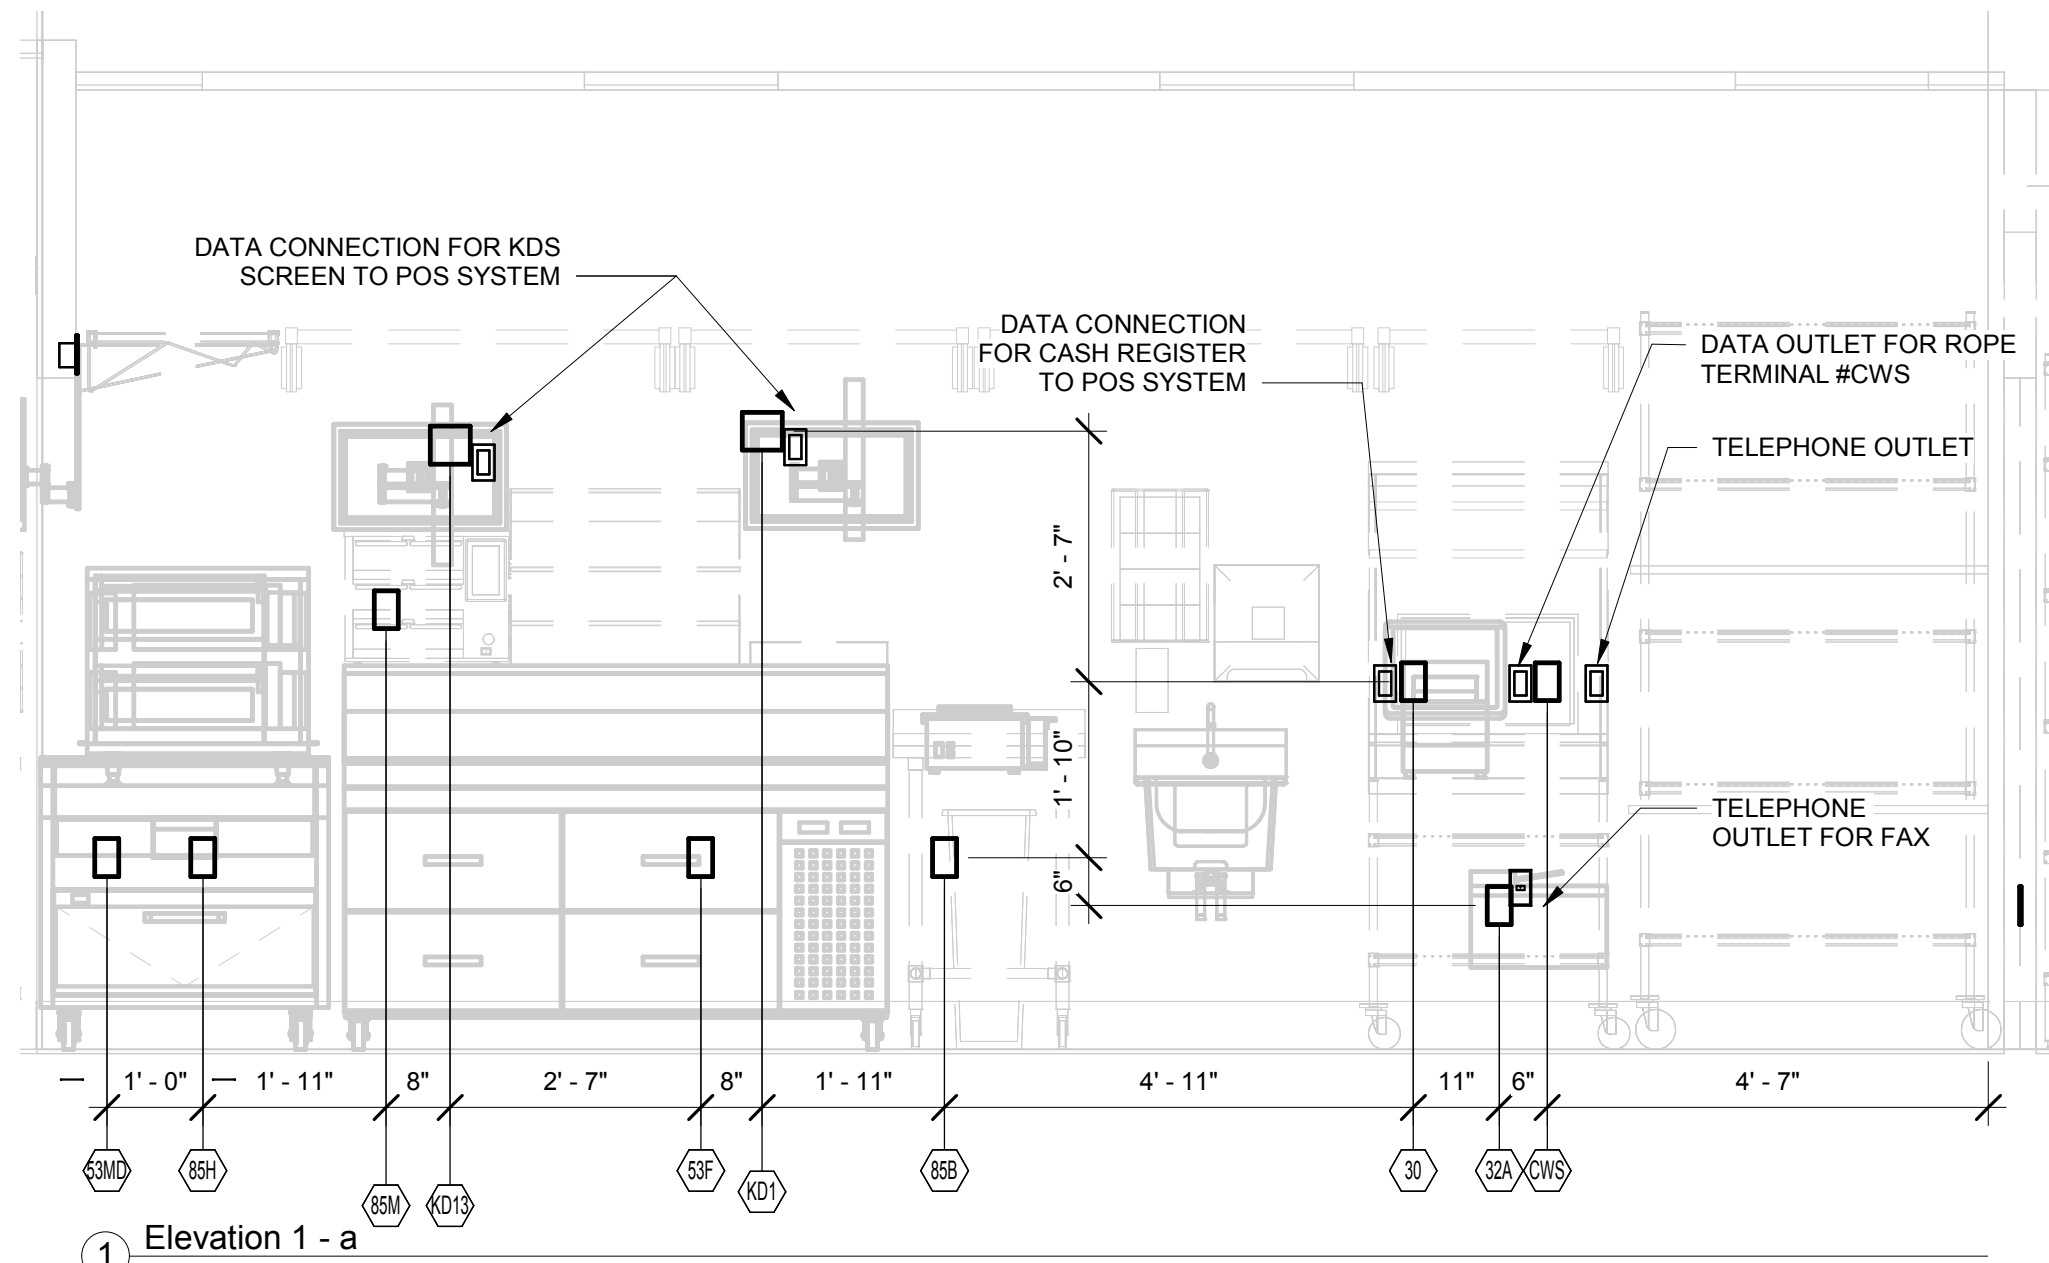 DATA CONNECTION FOR KDS
SCREEN TO POS SYSTEM
DATA CONNECTION
FOR CASH REGISTER
TO POS SYSTEM
DATA OUTLET FOR ROPE
TERMINAL #CWS
TELEPHONE OUTLET
2' - 7"
1' - 10"
6"
TELEPHONE
OUTLET FOR FAX
1' - 0"
1' - 11"
8"
2' - 7"
8"
1' - 11"
4' - 11"
11"
6"
4' - 7"
53MD
85H
85M
KD13
53F
KD1
85B
30
32A
CWS
1
Elevation 1 - a